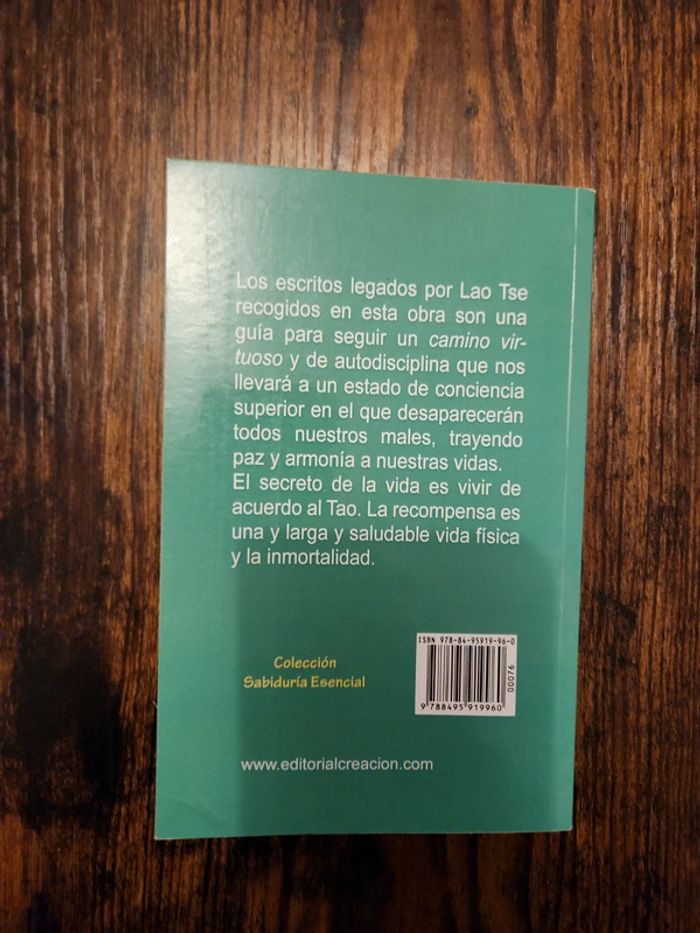 Los escritos legados por Lao Tse
recogidos en esta obra son una
guía para seguir un camino vir-
tuoso y de autodisciplina que nos
llevará a un estado de conciencia
superior en el que desaparecerán
todos nuestros males, trayendo
paz y armonía a nuestras vidas.
El secreto de la vida es vivir de
acuerdo al Tao. La recompensa es
una y larga y saludable vida física
y la inmortalidad.
Colección
Sabiduría Esencial
ISBN 978-84-95919-96-0
00076
9 788495 919960
www.editorialcreacion.com